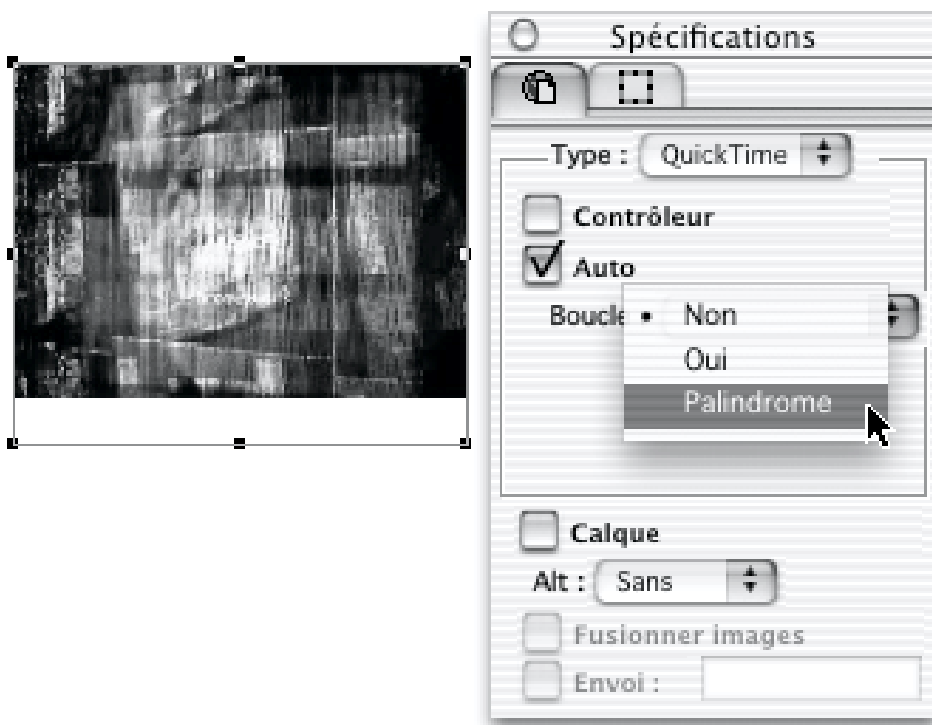 Spécifications
Type : QuickTime
Contrôleur
Auto
Boucle • Non
Oui
Palindrome
Calque
Alt : Sans
Fusionner images
Envoi :